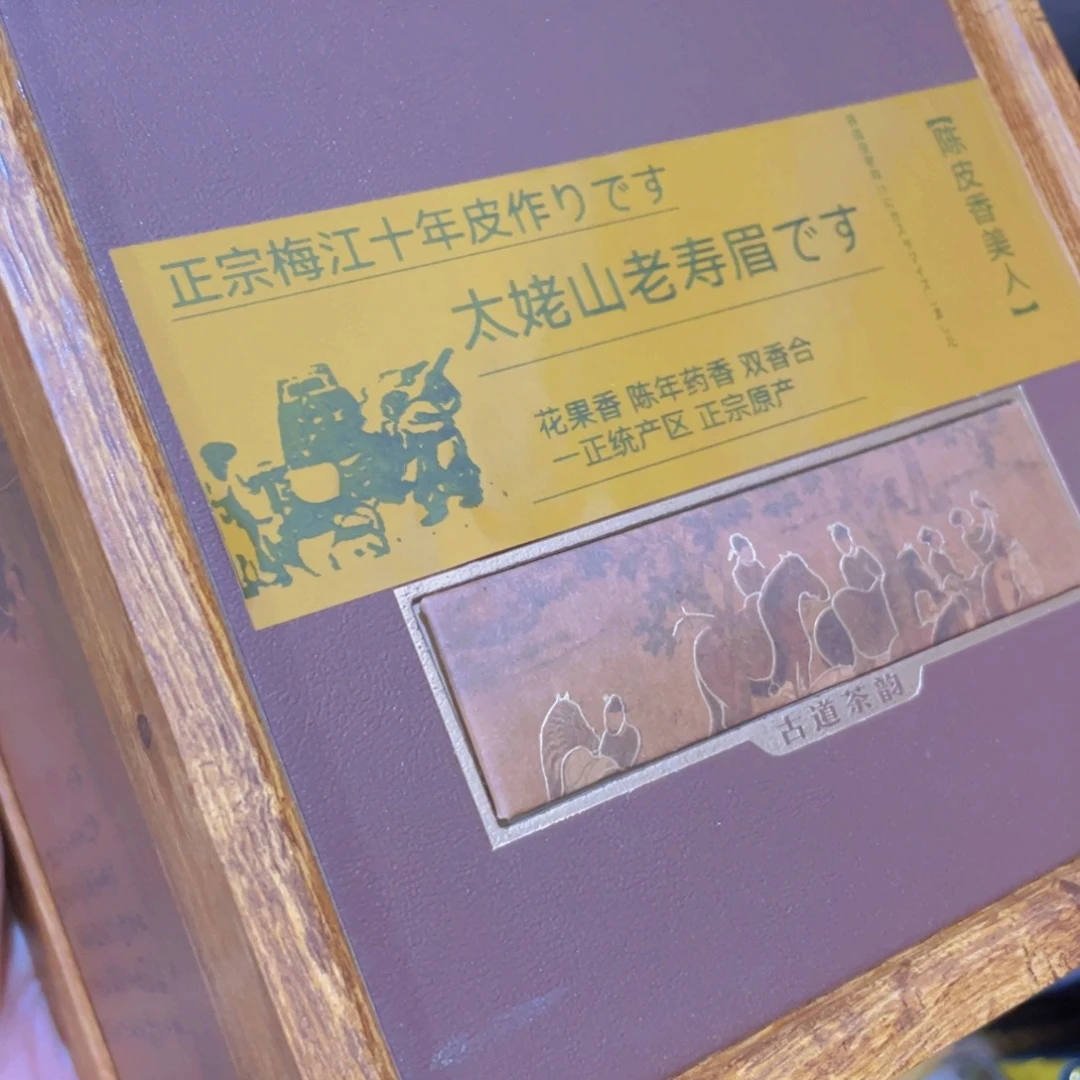 正宗梅江十年皮作りです
太姥山老寿眉です
花果香 陈年药香 双香合
一正统产区 正宗原产
【陈皮香美人】
古道茶韵